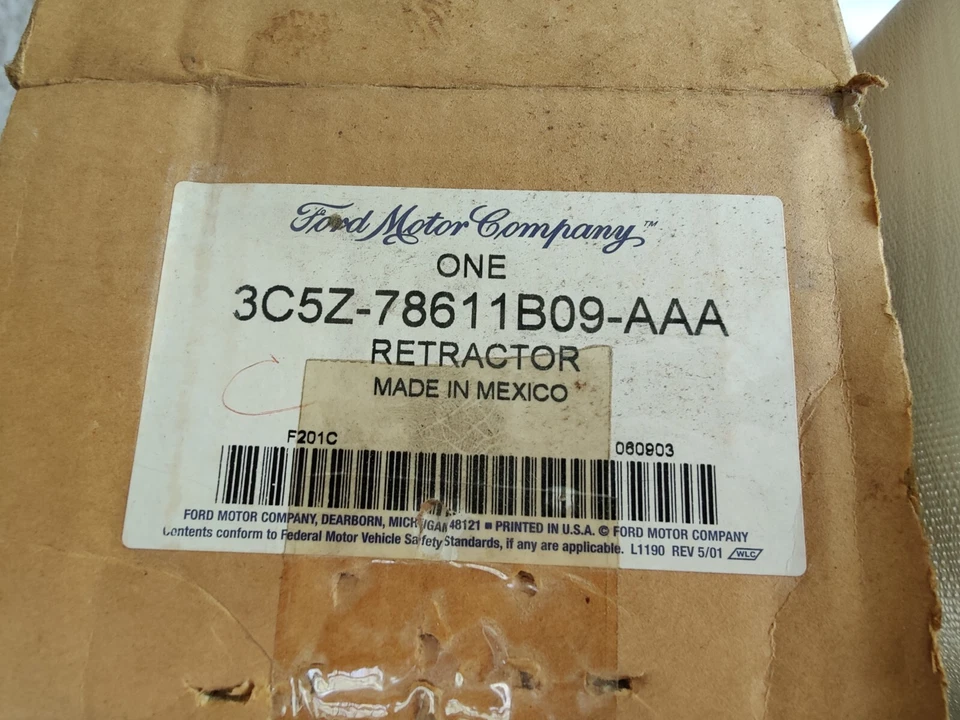 Ford Motor Company™
ONE
3C5Z-78611B09-AAA
RETRACTOR
MADE IN MEXICO
F201C 060903
FORD MOTOR COMPANY, DEARBORN, MICHIGAN 48121 ■ PRINTED IN U.S.A. © FORD MOTOR COMPANY
Contents conform to Federal Motor Vehicle Safety Standards, if any are applicable. L1190 REV 5/01 WLC